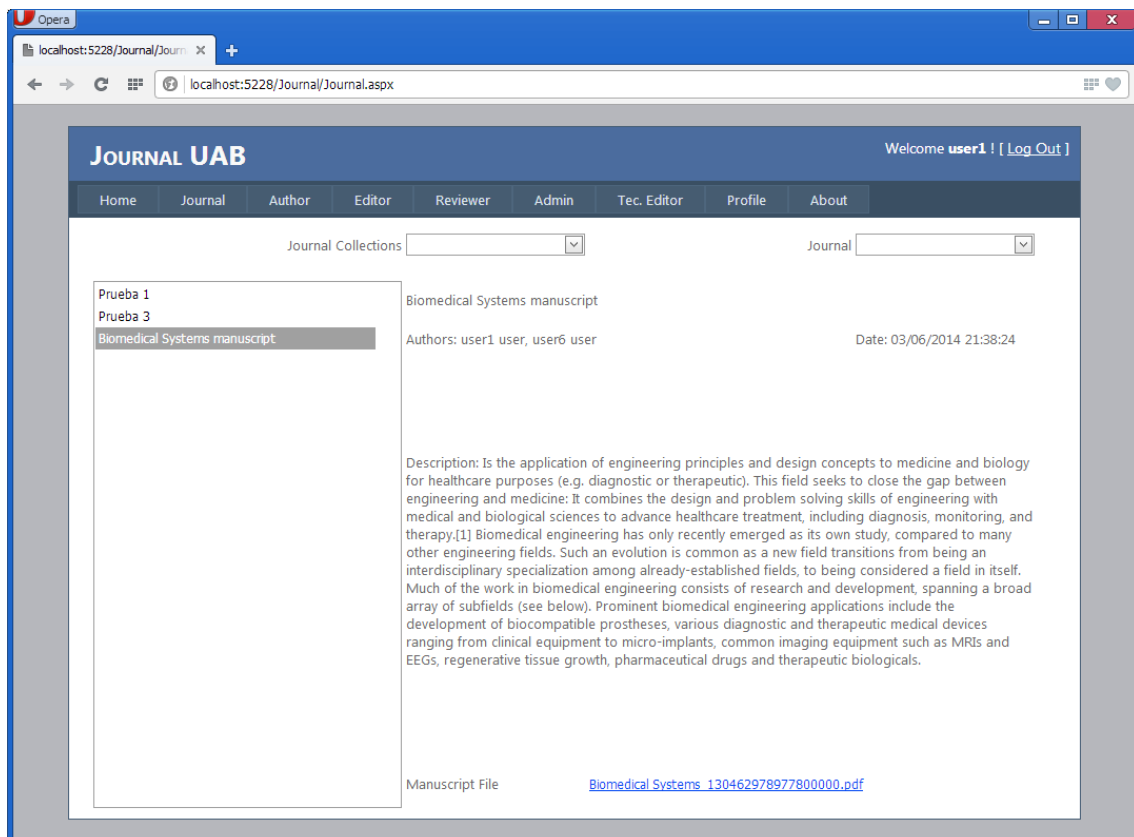 Opera
localhost:5228/Journal/Journ
localhost:5228/Journal/Journal.aspx
JOURNAL UAB
Welcome user1 ! [ Log Out ]
Home Journal Author Editor Reviewer Admin Tec. Editor Profile About
Journal Collections Journal
Prueba 1
Prueba 3
Biomedical Systems manuscript
Biomedical Systems manuscript
Authors: user1 user, user6 user Date: 03/06/2014 21:38:24
Description: Is the application of engineering principles and design concepts to medicine and biology
for healthcare purposes (e.g. diagnostic or therapeutic). This field seeks to close the gap between
engineering and medicine: It combines the design and problem solving skills of engineering with
medical and biological sciences to advance healthcare treatment, including diagnosis, monitoring, and
therapy.[1] Biomedical engineering has only recently emerged as its own study, compared to many
other engineering fields. Such an evolution is common as a new field transitions from being an
interdisciplinary specialization among already-established fields, to being considered a field in itself.
Much of the work in biomedical engineering consists of research and development, spanning a broad
array of subfields (see below). Prominent biomedical engineering applications include the
development of biocompatible prostheses, various diagnostic and therapeutic medical devices
ranging from clinical equipment to micro-implants, common imaging equipment such as MRIs and
EEGs, regenerative tissue growth, pharmaceutical drugs and therapeutic biologicals.
Manuscript File Biomedical Systems_130462978977800000.pdf